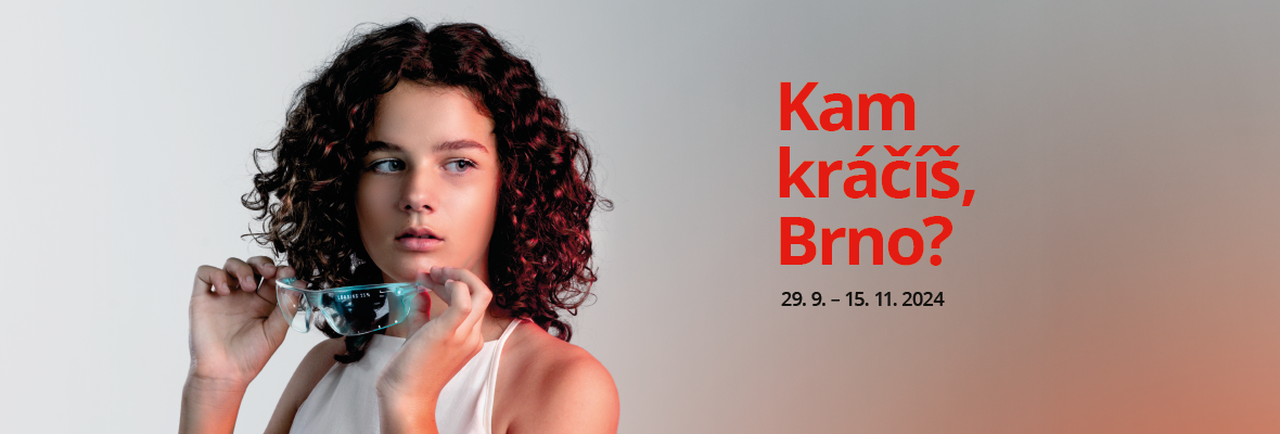 Kam
kráčíš,
Brno?
29. 9. – 15. 11. 2024